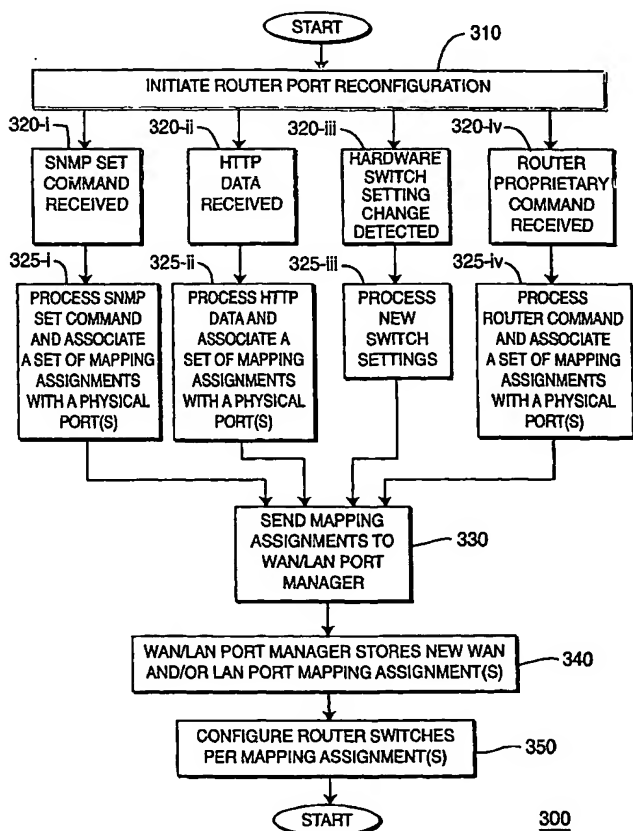 START
310
INITIATE ROUTER PORT RECONFIGURATION
320-i
SNMP SET
COMMAND
RECEIVED
320-ii
HTTP
DATA
RECEIVED
320-iii
HARDWARE
SWITCH
SETTING
CHANGE
DETECTED
320-iv
ROUTER
PROPRIETARY
COMMAND
RECEIVED
325-i
PROCESS SNMP
SET COMMAND
AND ASSOCIATE
A SET OF MAPPING
ASSIGNMENTS
WITH A PHYSICAL
PORT(S)
325-ii
PROCESS HTTP
DATA AND
ASSOCIATE A
SET OF MAPPING
ASSIGNMENTS
WITH A PHYSICAL
PORT(S)
325-iii
PROCESS
NEW
SWITCH
SETTINGS
325-iv
PROCESS
ROUTER COMMAND
AND ASSOCIATE
A SET OF MAPPING
ASSIGNMENTS
WITH A PHYSICAL
PORT(S)
SEND MAPPING
ASSIGNMENTS TO
WAN/LAN PORT
MANAGER
330
WAN/LAN PORT MANAGER STORES NEW WAN
AND/OR LAN PORT MAPPING ASSIGNMENT(S)
340
CONFIGURE ROUTER SWITCHES
PER MAPPING ASSIGNMENT(S)
350
START
300